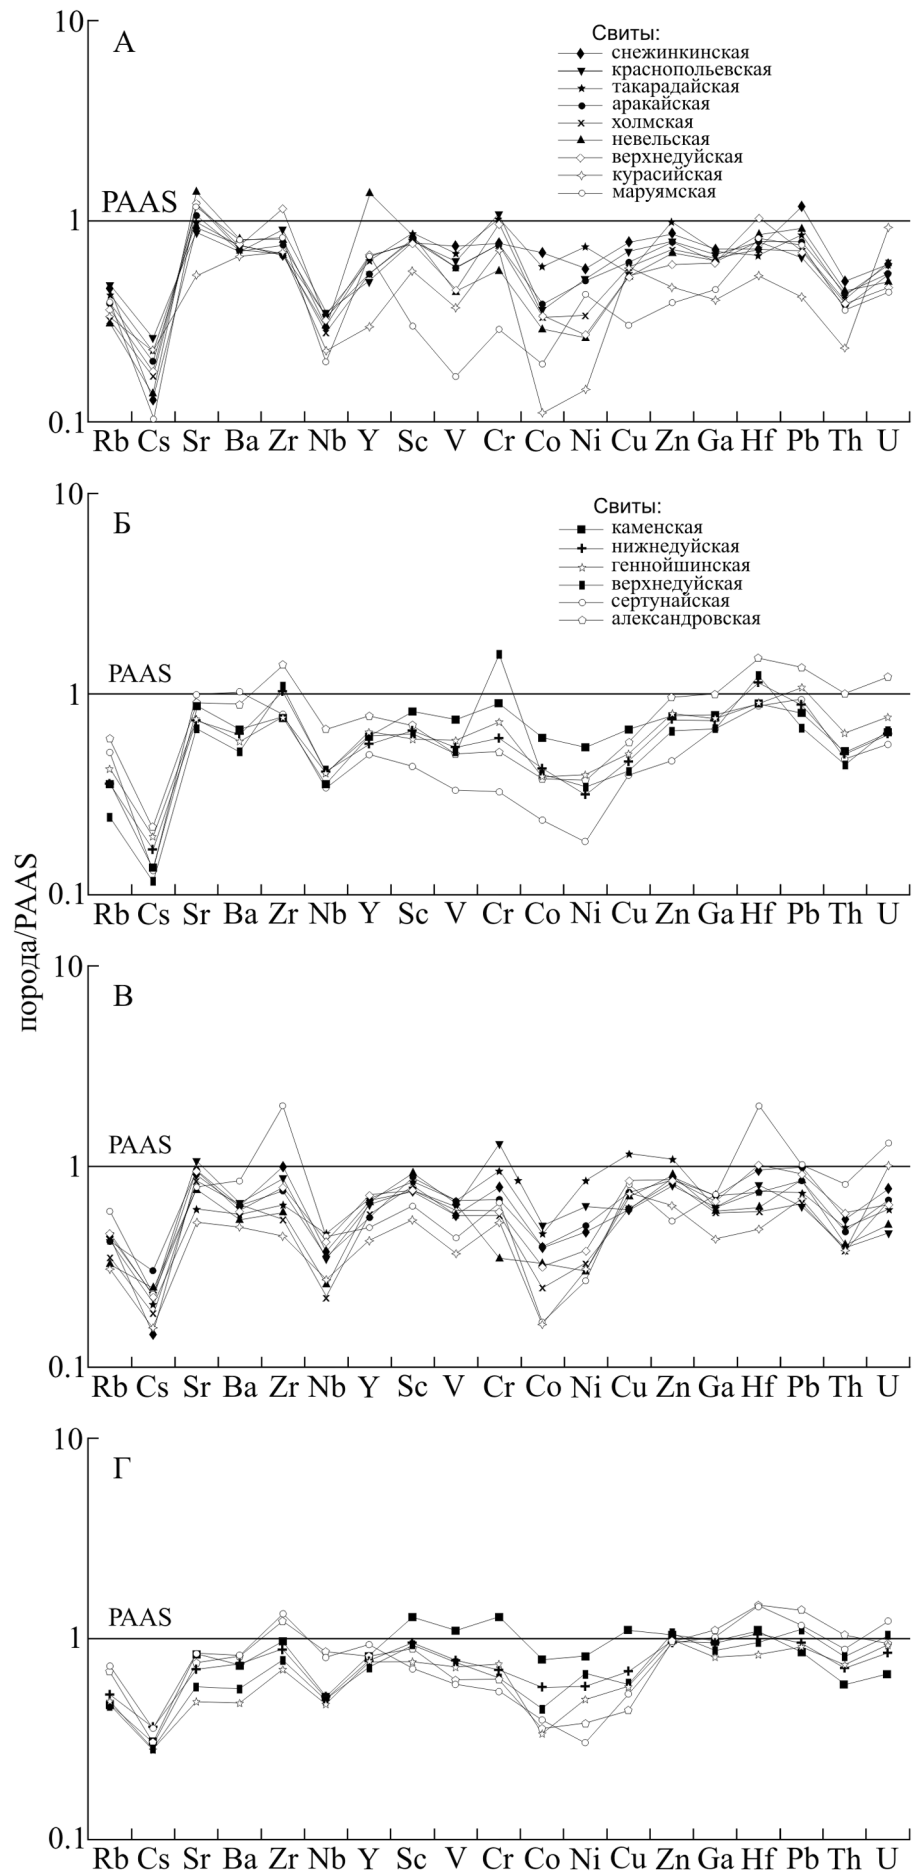 10
А
Свиты:
снежинкинская
краснопольевская
такарадайская
аракайская
холмская
невельская
верхнедуйская
курасийская
маруямская
PAAS
1
0.1
Rb Cs Sr Ba Zr Nb Y Sc V Cr Co Ni Cu Zn Ga Hf Pb Th U
10
Б
Свиты:
каменская
нижнедуйская
геннойшинская
верхнедуйская
сертунайская
александровская
PAAS
1
0.1
Rb Cs Sr Ba Zr Nb Y Sc V Cr Co Ni Cu Zn Ga Hf Pb Th U
порода/PAAS
10
В
PAAS
1
0.1
Rb Cs Sr Ba Zr Nb Y Sc V Cr Co Ni Cu Zn Ga Hf Pb Th U
10
Г
PAAS
1
0.1
Rb Cs Sr Ba Zr Nb Y Sc V Cr Co Ni Cu Zn Ga Hf Pb Th U